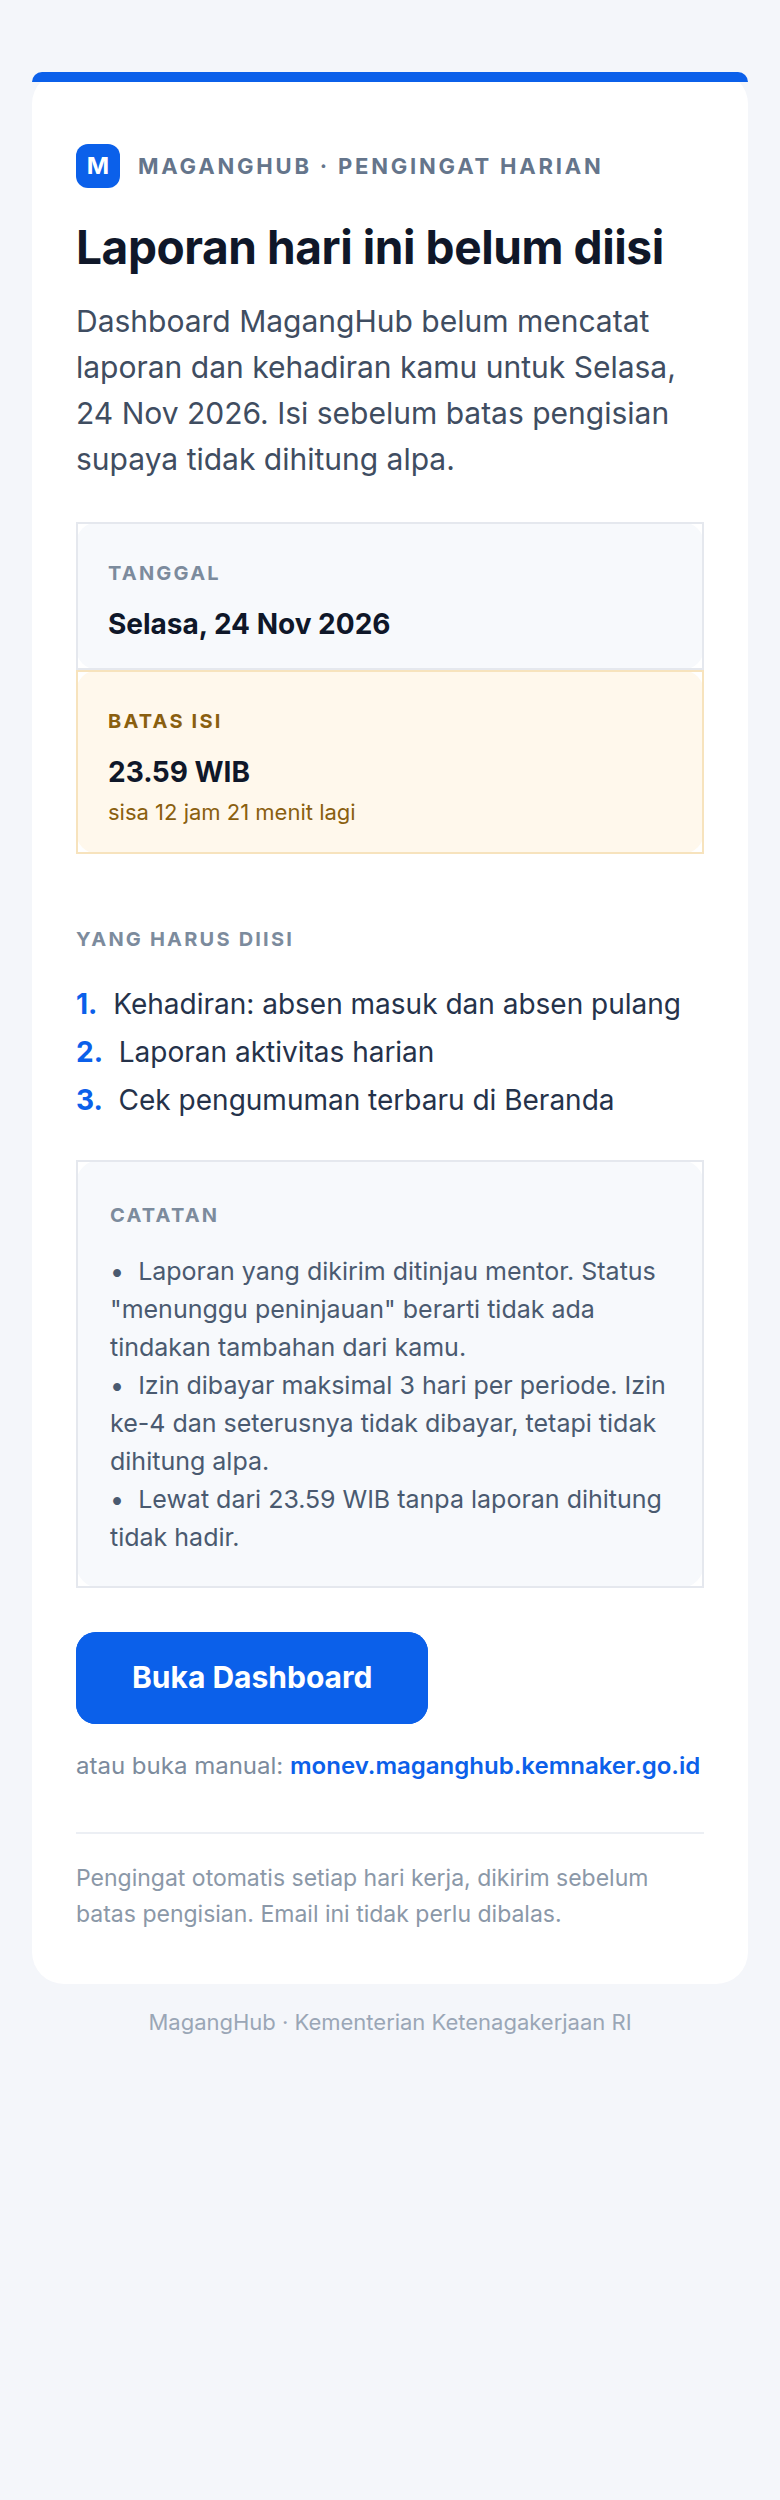 M MAGANGHUB · PENGINGAT HARIAN
Laporan hari ini belum diisi
Dashboard MagangHub belum mencatat
laporan dan kehadiran kamu untuk Selasa,
24 Nov 2026. Isi sebelum batas pengisian
supaya tidak dihitung alpa.
TANGGAL
Selasa, 24 Nov 2026
BATAS ISI
23.59 WIB
sisa 12 jam 21 menit lagi
YANG HARUS DIISI
1. Kehadiran: absen masuk dan absen pulang
2. Laporan aktivitas harian
3. Cek pengumuman terbaru di Beranda
CATATAN
• Laporan yang dikirim ditinjau mentor. Status
"menunggu peninjauan" berarti tidak ada
tindakan tambahan dari kamu.
• Izin dibayar maksimal 3 hari per periode. Izin
ke-4 dan seterusnya tidak dibayar, tetapi tidak
dihitung alpa.
• Lewat dari 23.59 WIB tanpa laporan dihitung
tidak hadir.
Buka Dashboard
atau buka manual: monev.maganghub.kemnaker.go.id
Pengingat otomatis setiap hari kerja, dikirim sebelum
batas pengisian. Email ini tidak perlu dibalas.
MagangHub · Kementerian Ketenagakerjaan RI